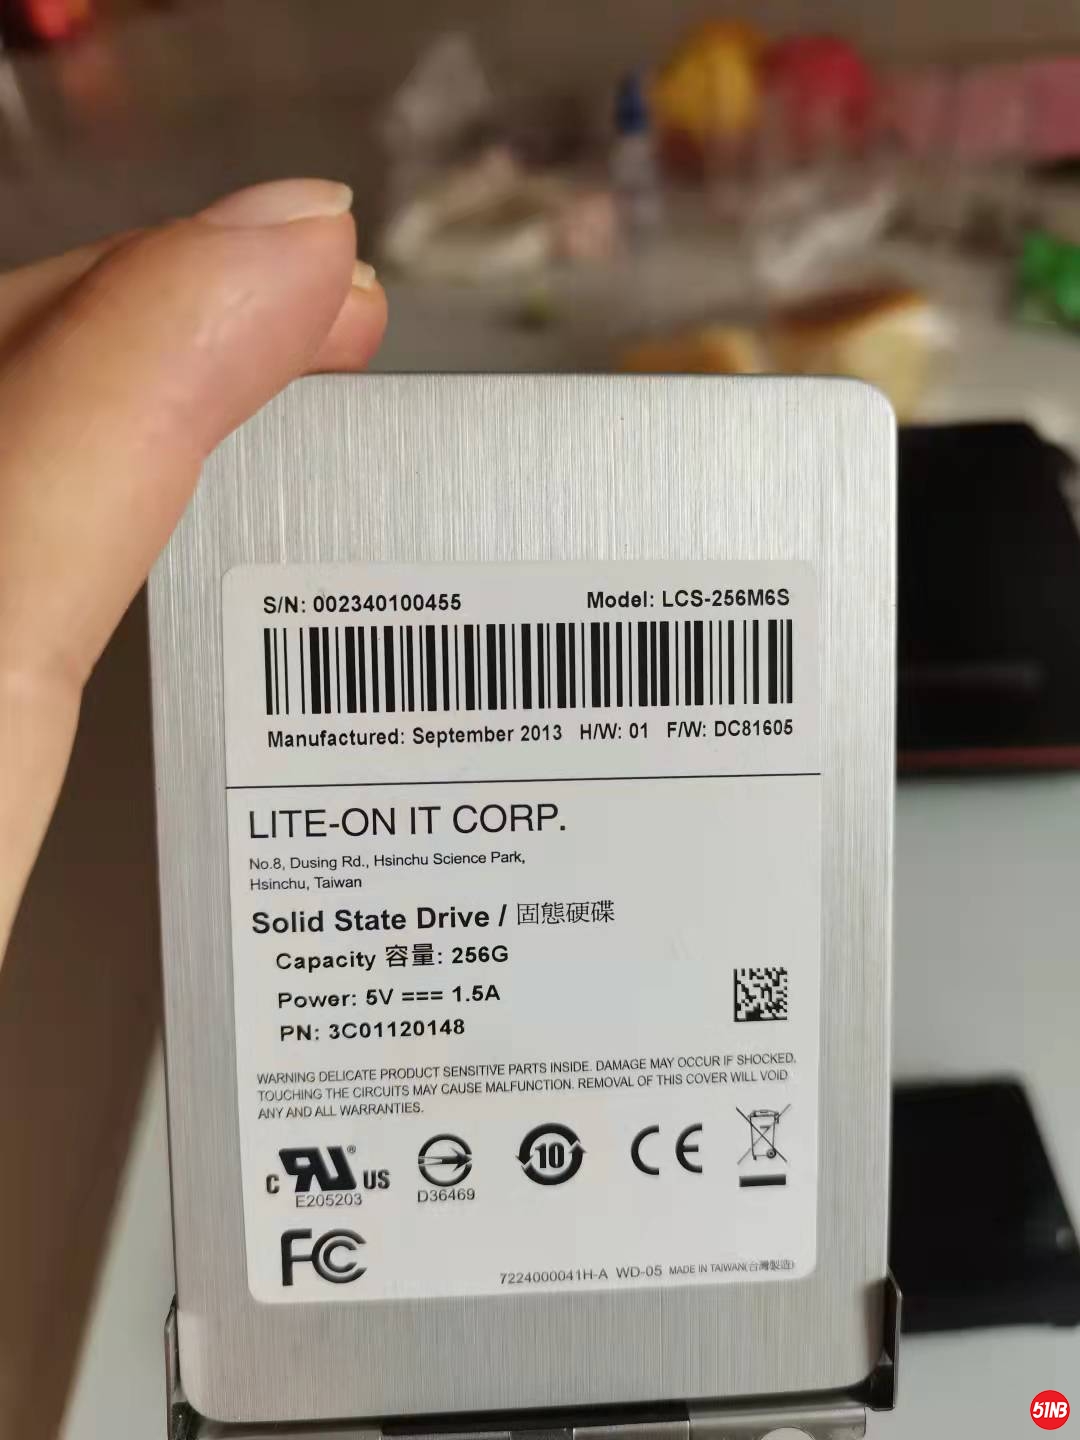 S/N: 002340100455 Model: LCS-256M6S
Manufactured: September 2013 H/W: 01 F/W: DC81605
LITE-ON IT CORP.
No.8, Dusing Rd., Hsinchu Science Park,
Hsinchu, Taiwan
Solid State Drive / 固態硬碟
Capacity 容量: 256G
Power: 5V === 1.5A
PN: 3C01120148
WARNING DELICATE PRODUCT SENSITIVE PARTS INSIDE. DAMAGE MAY OCCUR IF SHOCKED.
TOUCHING THE CIRCUITS MAY CAUSE MALFUNCTION. REMOVAL OF THIS COVER WILL VOID
ANY AND ALL WARRANTIES.
c RU® US 10 CE
E205203 D36469
FC
7224000041H-A WD-05 MADE IN TAIWAN(台灣製造)
51NB